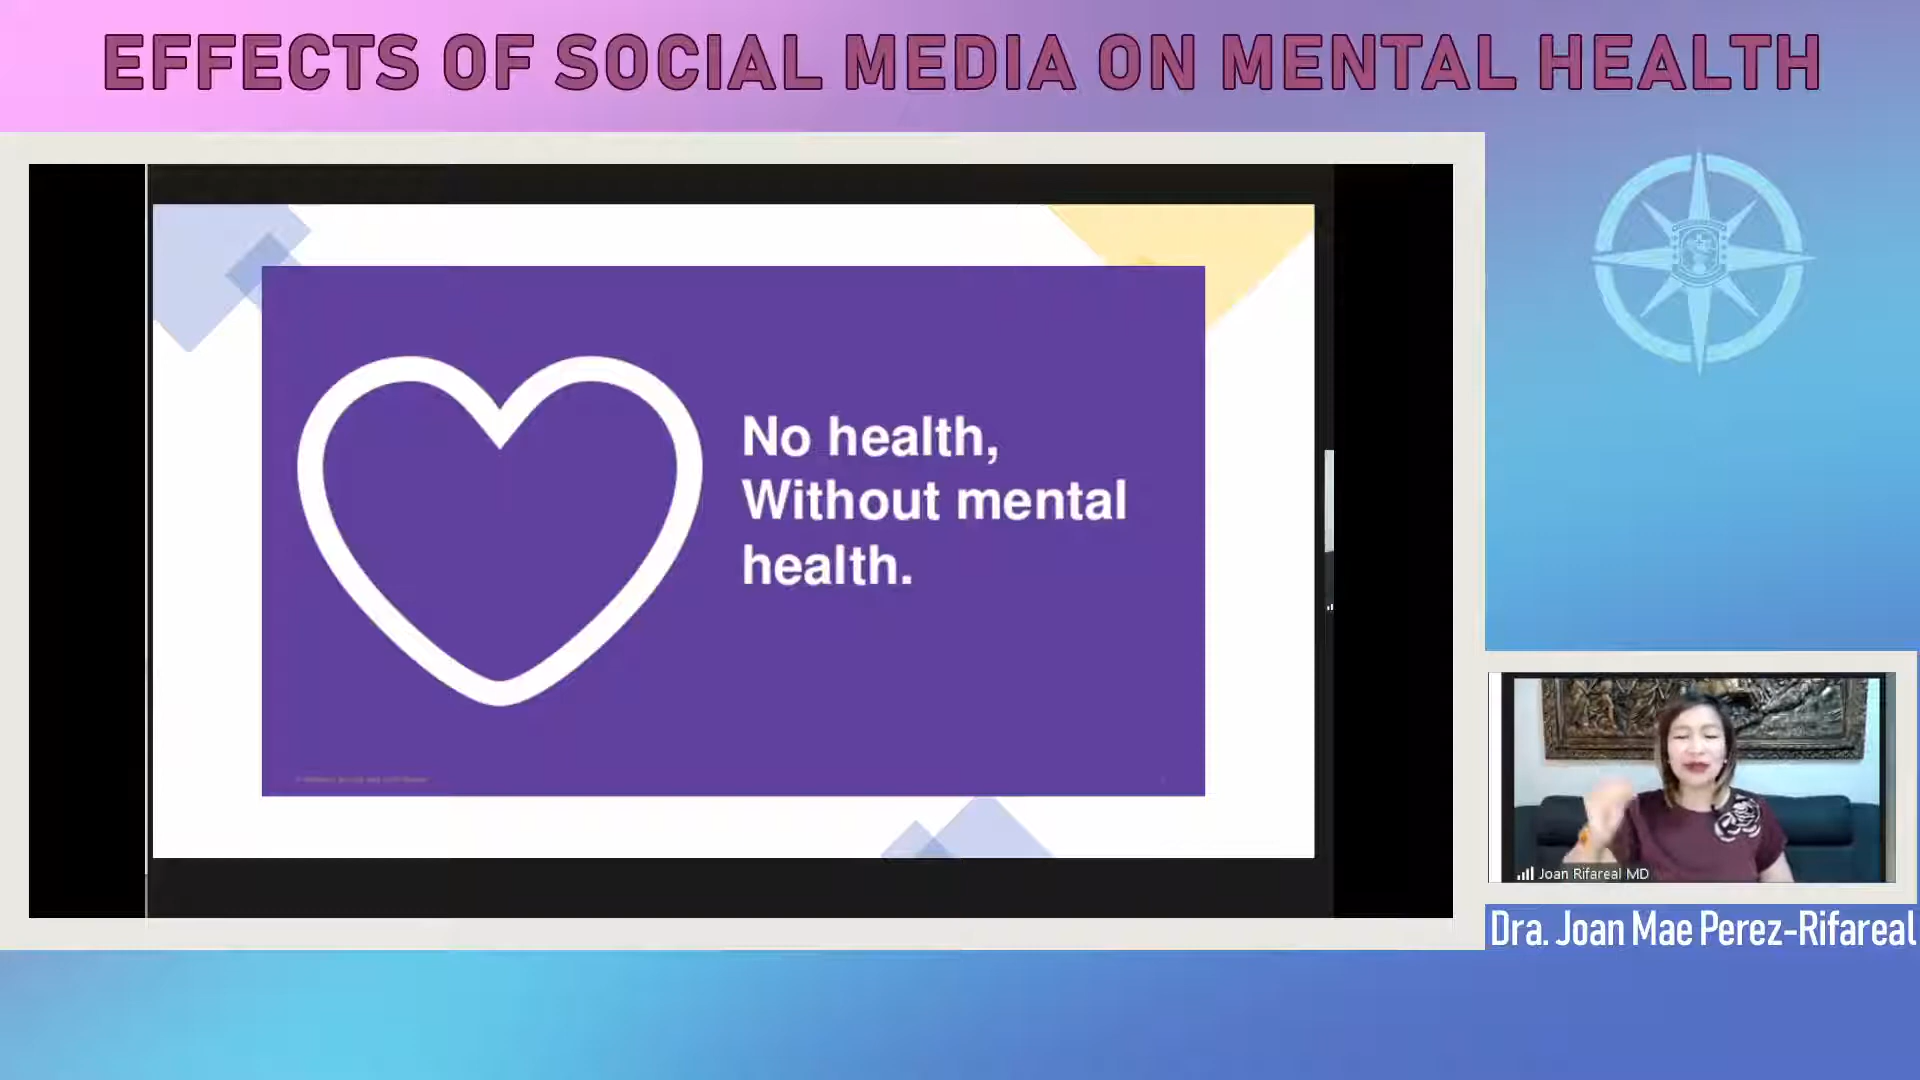 EFFECTS OF SOCIAL MEDIA ON MENTAL HEALTH
No health,
Without mental
health.
Joan Rifareal MD
Dra. Joan Mae Perez-Rifareal